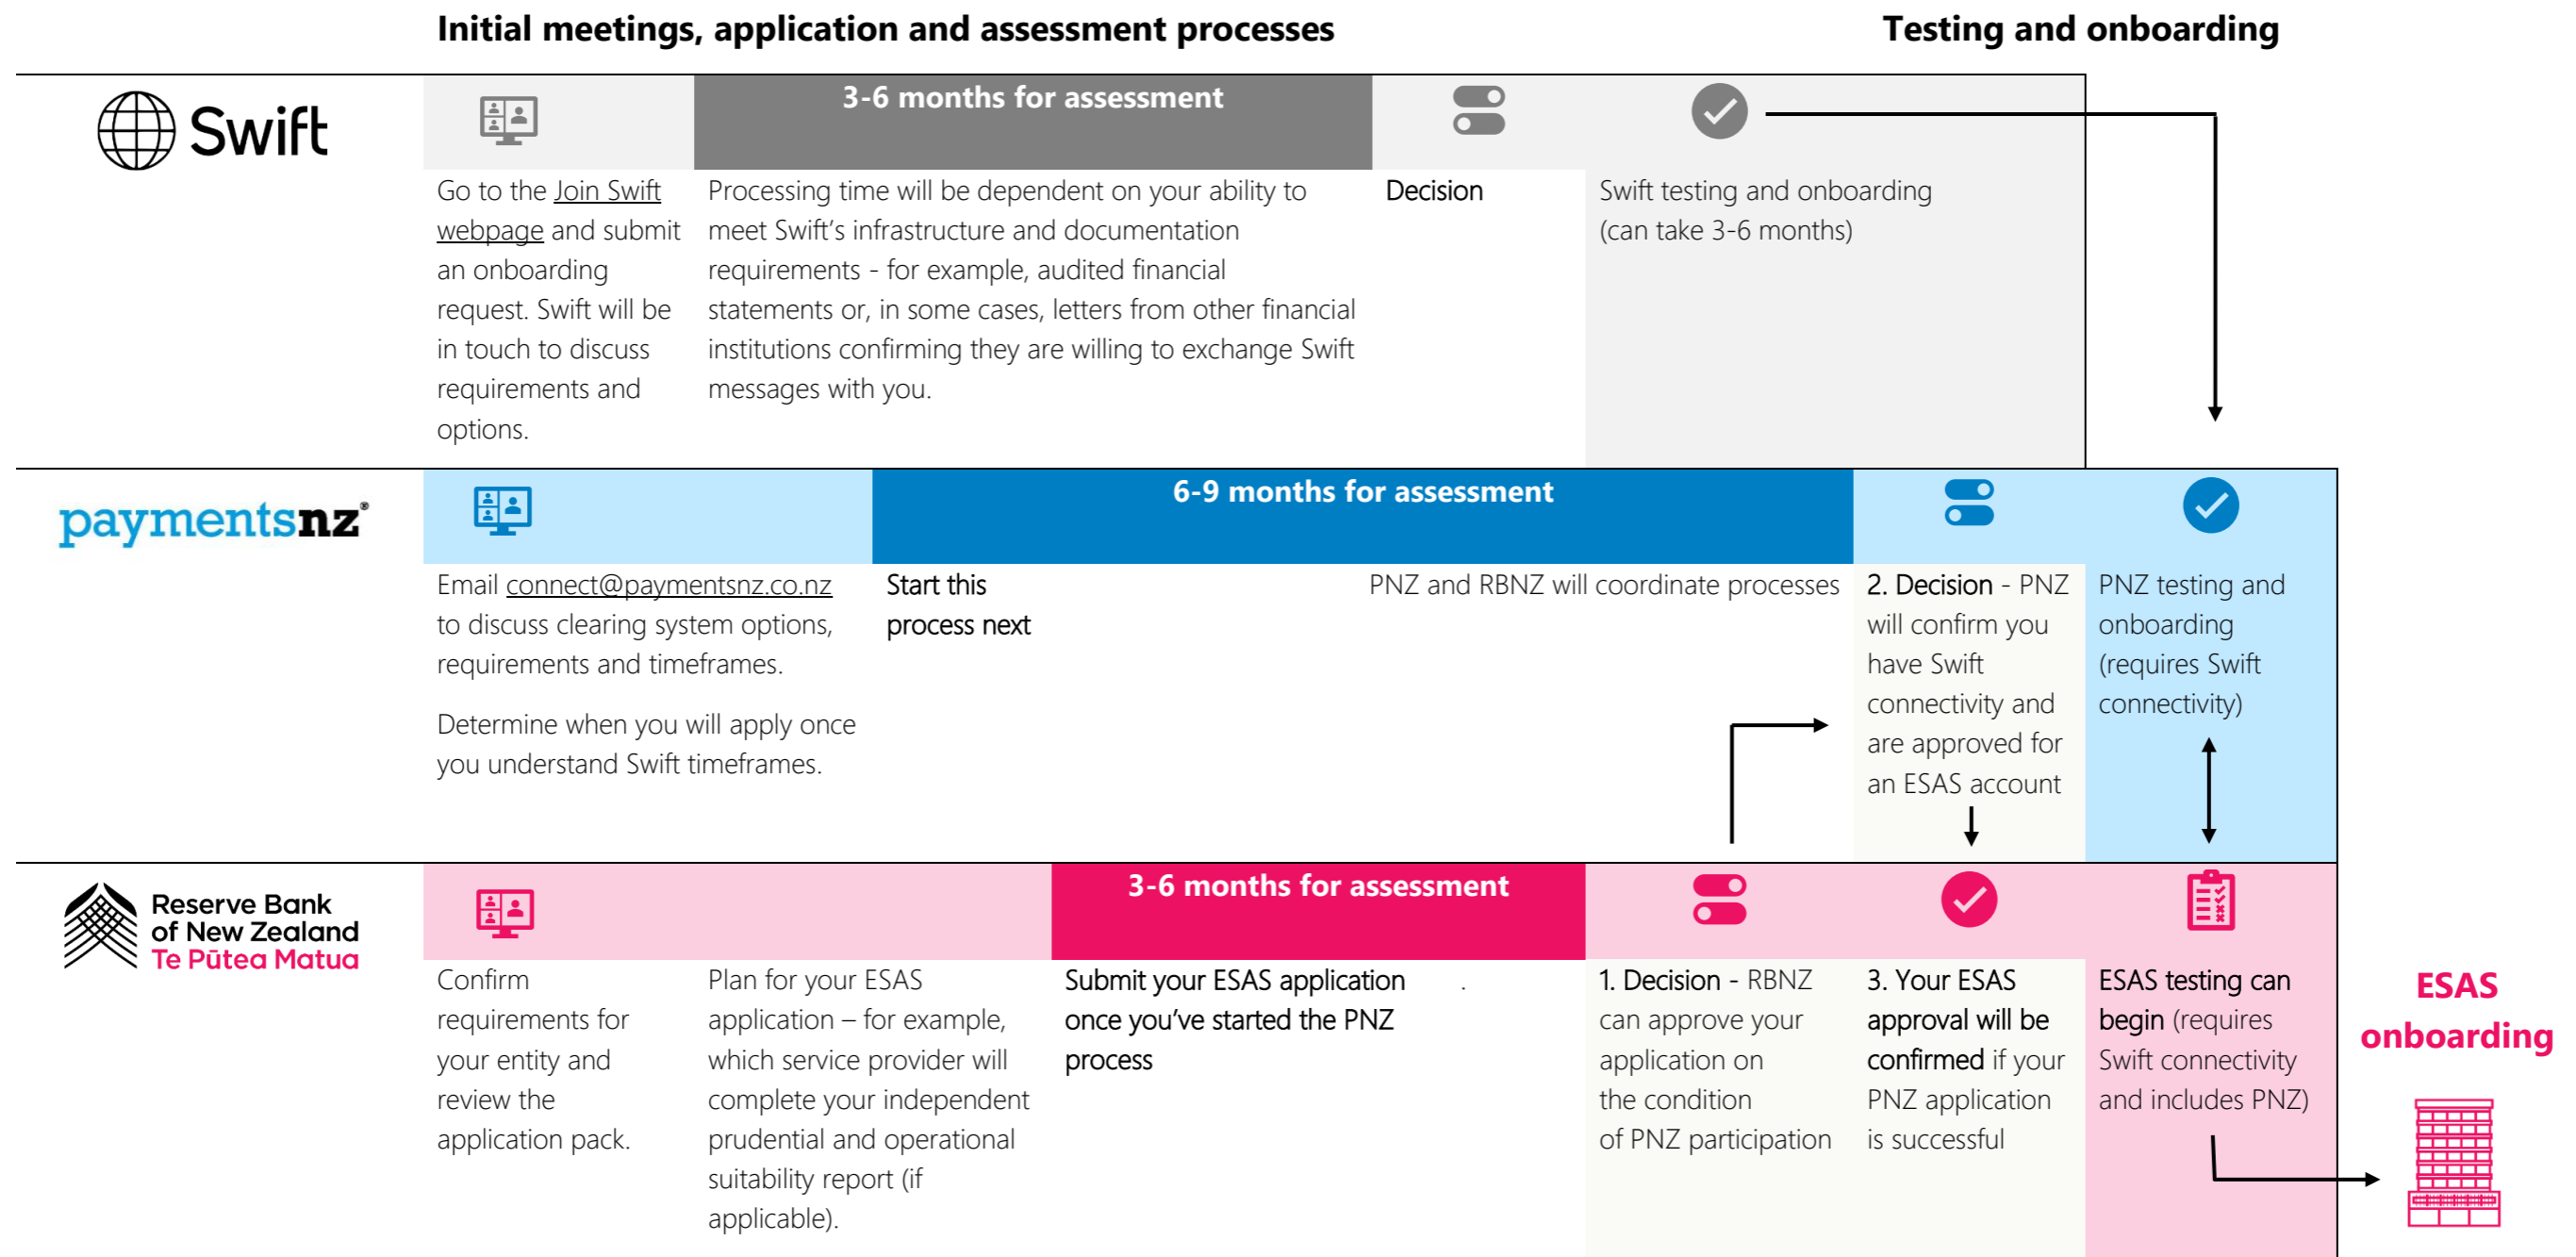 Initial meetings, application and assessment processes
Testing and onboarding
Swift
3-6 months for assessment
Go to the Join Swift
webpage and submit
an onboarding
request. Swift will be
in touch to discuss
requirements and
options.
Processing time will be dependent on your ability to
meet Swift's infrastructure and documentation
requirements - for example, audited financial
statements or, in some cases, letters from other financial
institutions confirming they are willing to exchange Swift
messages with you.
Decision
Swift testing and onboarding
(can take 3-6 months)
paymentsnz®
6-9 months for assessment
Email connect@paymentsnz.co.nz
to discuss clearing system options,
requirements and timeframes.
Determine when you will apply once
you understand Swift timeframes.
Start this
process next
PNZ and RBNZ will coordinate processes
2. Decision - PNZ
will confirm you
have Swift
connectivity and
are approved for
an ESAS account
PNZ testing and
onboarding
(requires Swift
connectivity)
Reserve Bank
of New Zealand
Te Pūtea Matua
3-6 months for assessment
Confirm
requirements for
your entity and
review the
application pack.
Plan for your ESAS
application – for example,
which service provider will
complete your independent
prudential and operational
suitability report (if
applicable).
Submit your ESAS application .
once you've started the PNZ
process
1. Decision - RBNZ
can approve your
application on
the condition
of PNZ participation
3. Your ESAS
approval will be
confirmed if your
PNZ application
is successful
ESAS testing can
begin (requires
Swift connectivity
and includes PNZ)
ESAS
onboarding